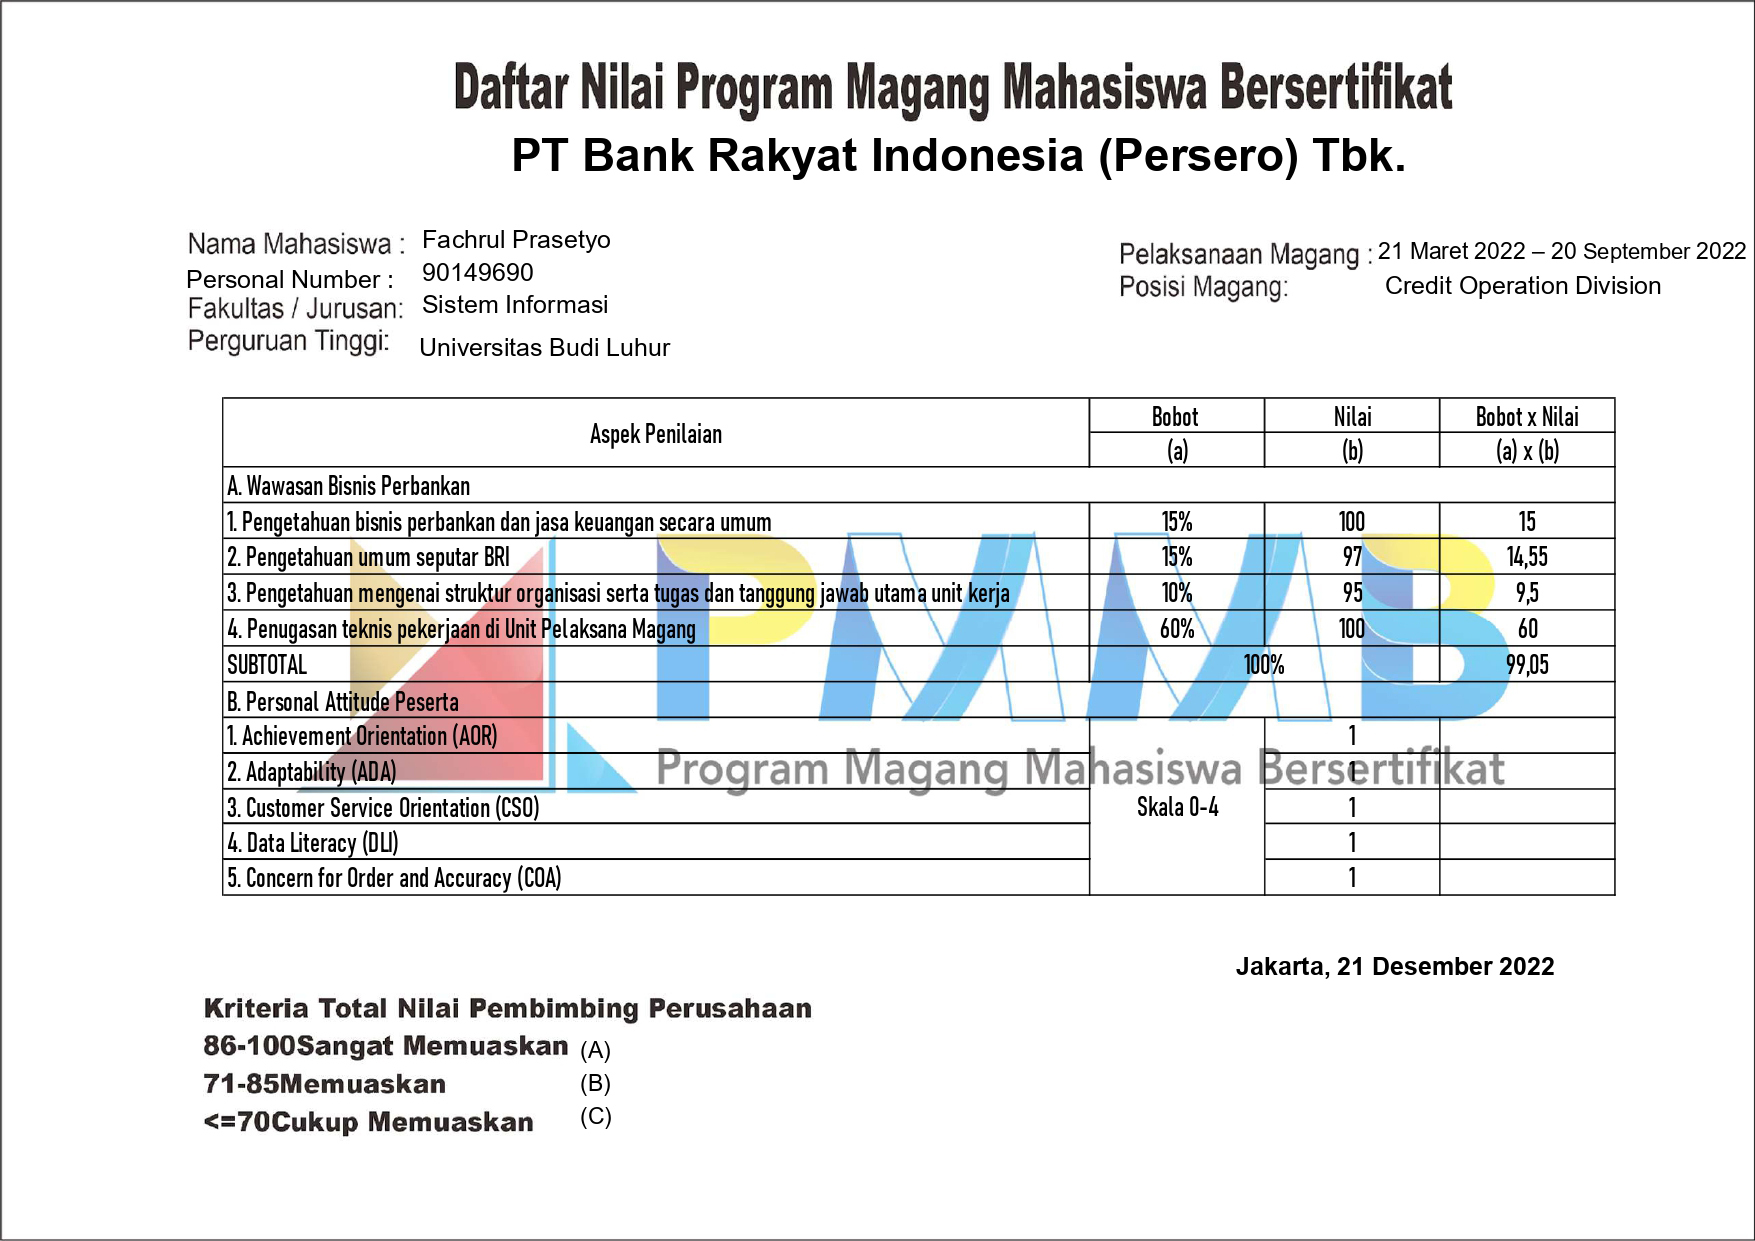 Daftar Nilai Program Magang Mahasiswa Bersertifikat
PT Bank Rakyat Indonesia (Persero) Tbk.
Nama Mahasiswa : Fachrul Prasetyo
Personal Number : 90149690
Fakultas / Jurusan: Sistem Informasi
Perguruan Tinggi: Universitas Budi Luhur
Pelaksanaan Magang : 21 Maret 2022 – 20 September 2022
Posisi Magang: Credit Operation Division
Aspek Penilaian Bobot Nilai Bobot x Nilai
(a) (b) (a) x (b)
A. Wawasan Bisnis Perbankan
1. Pengetahuan bisnis perbankan dan jasa keuangan secara umum 15% 100 15
2. Pengetahuan umum seputar BRI 15% 97 14,55
3. Pengetahuan mengenai struktur organisasi serta tugas dan tanggung jawab utama unit kerja 10% 95 9,5
4. Penugasan teknis pekerjaan di Unit Pelaksana Magang 60% 100 60
SUBTOTAL 100% 99,05
B. Personal Attitude Peserta
1. Achievement Orientation (AOR) 1
2. Adaptability (ADA) 1
3. Customer Service Orientation (CSO) Skala 0-4 1
4. Data Literacy (DLI) 1
5. Concern for Order and Accuracy (COA) 1
PMMB
Program Magang Mahasiswa Bersertifikat
Jakarta, 21 Desember 2022
Kriteria Total Nilai Pembimbing Perusahaan
86-100Sangat Memuaskan (A)
71-85Memuaskan (B)
<=70Cukup Memuaskan (C)